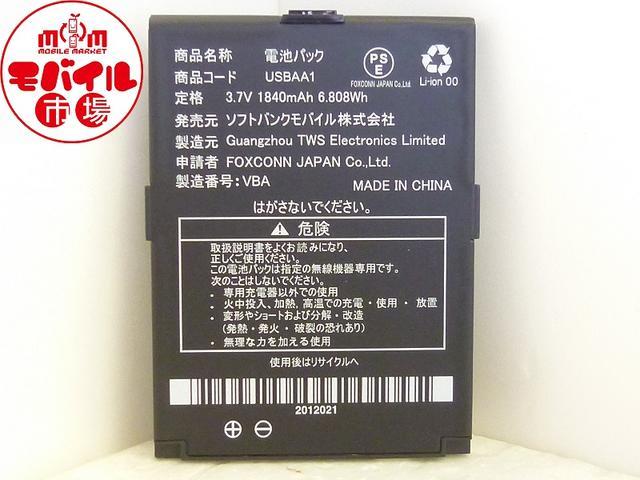 MM
MOBILE MARKET
モバイル
市場
商品名称 電池パック
商品コード USBAA1
定格 3.7V 1840mAh 6.808Wh
発売元 ソフトバンクモバイル株式会社
製造元 Guangzhou TWS Electronics Limited
申請者 FOXCONN JAPAN Co.,Ltd.
製造番号:VBA
MADE IN CHINA
PS
E
FOXCONN JAPAN Co.,Ltd.
Li-ion 00
はがさないでください。
危険
取扱説明書をよくお読みになり、
正しくご使用ください。
この電池パックは指定の無線機器専用です。
次のことはしないでください。
・ 専用充電器以外での使用
・ 火中投入、加熱、高温での充電・使用・放置
・ 変形やショートおよび分解・改造
(発熱・発火・破裂の恐れあり)
・ 無理な力を加える使用
使用後はリサイクルへ
2012021
⊕ ⊖